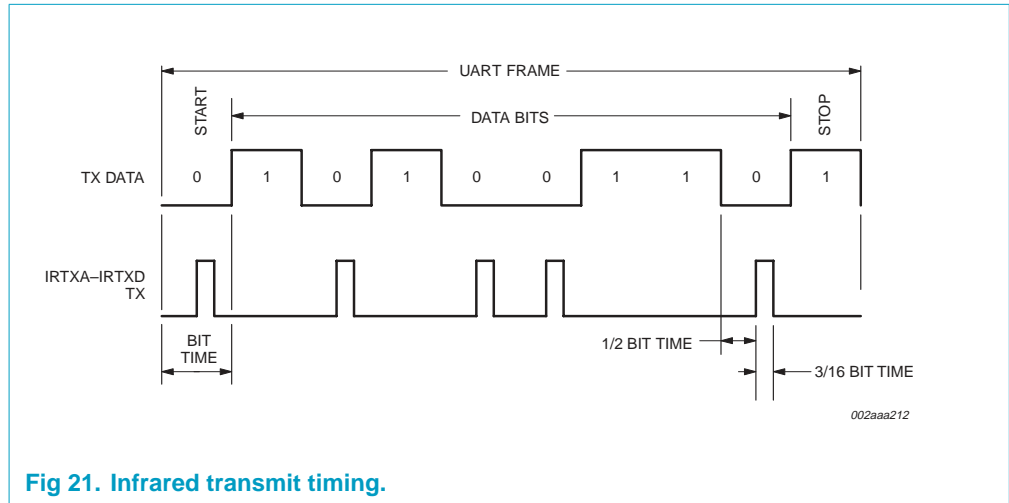 UART FRAME
START
DATA BITS
STOP
TX DATA
0 1 0 1 0 0 1 1 0 1
IRTXA–IRTXD
TX
BIT
TIME
1/2 BIT TIME
3/16 BIT TIME
002aaa212
Fig 21. Infrared transmit timing.